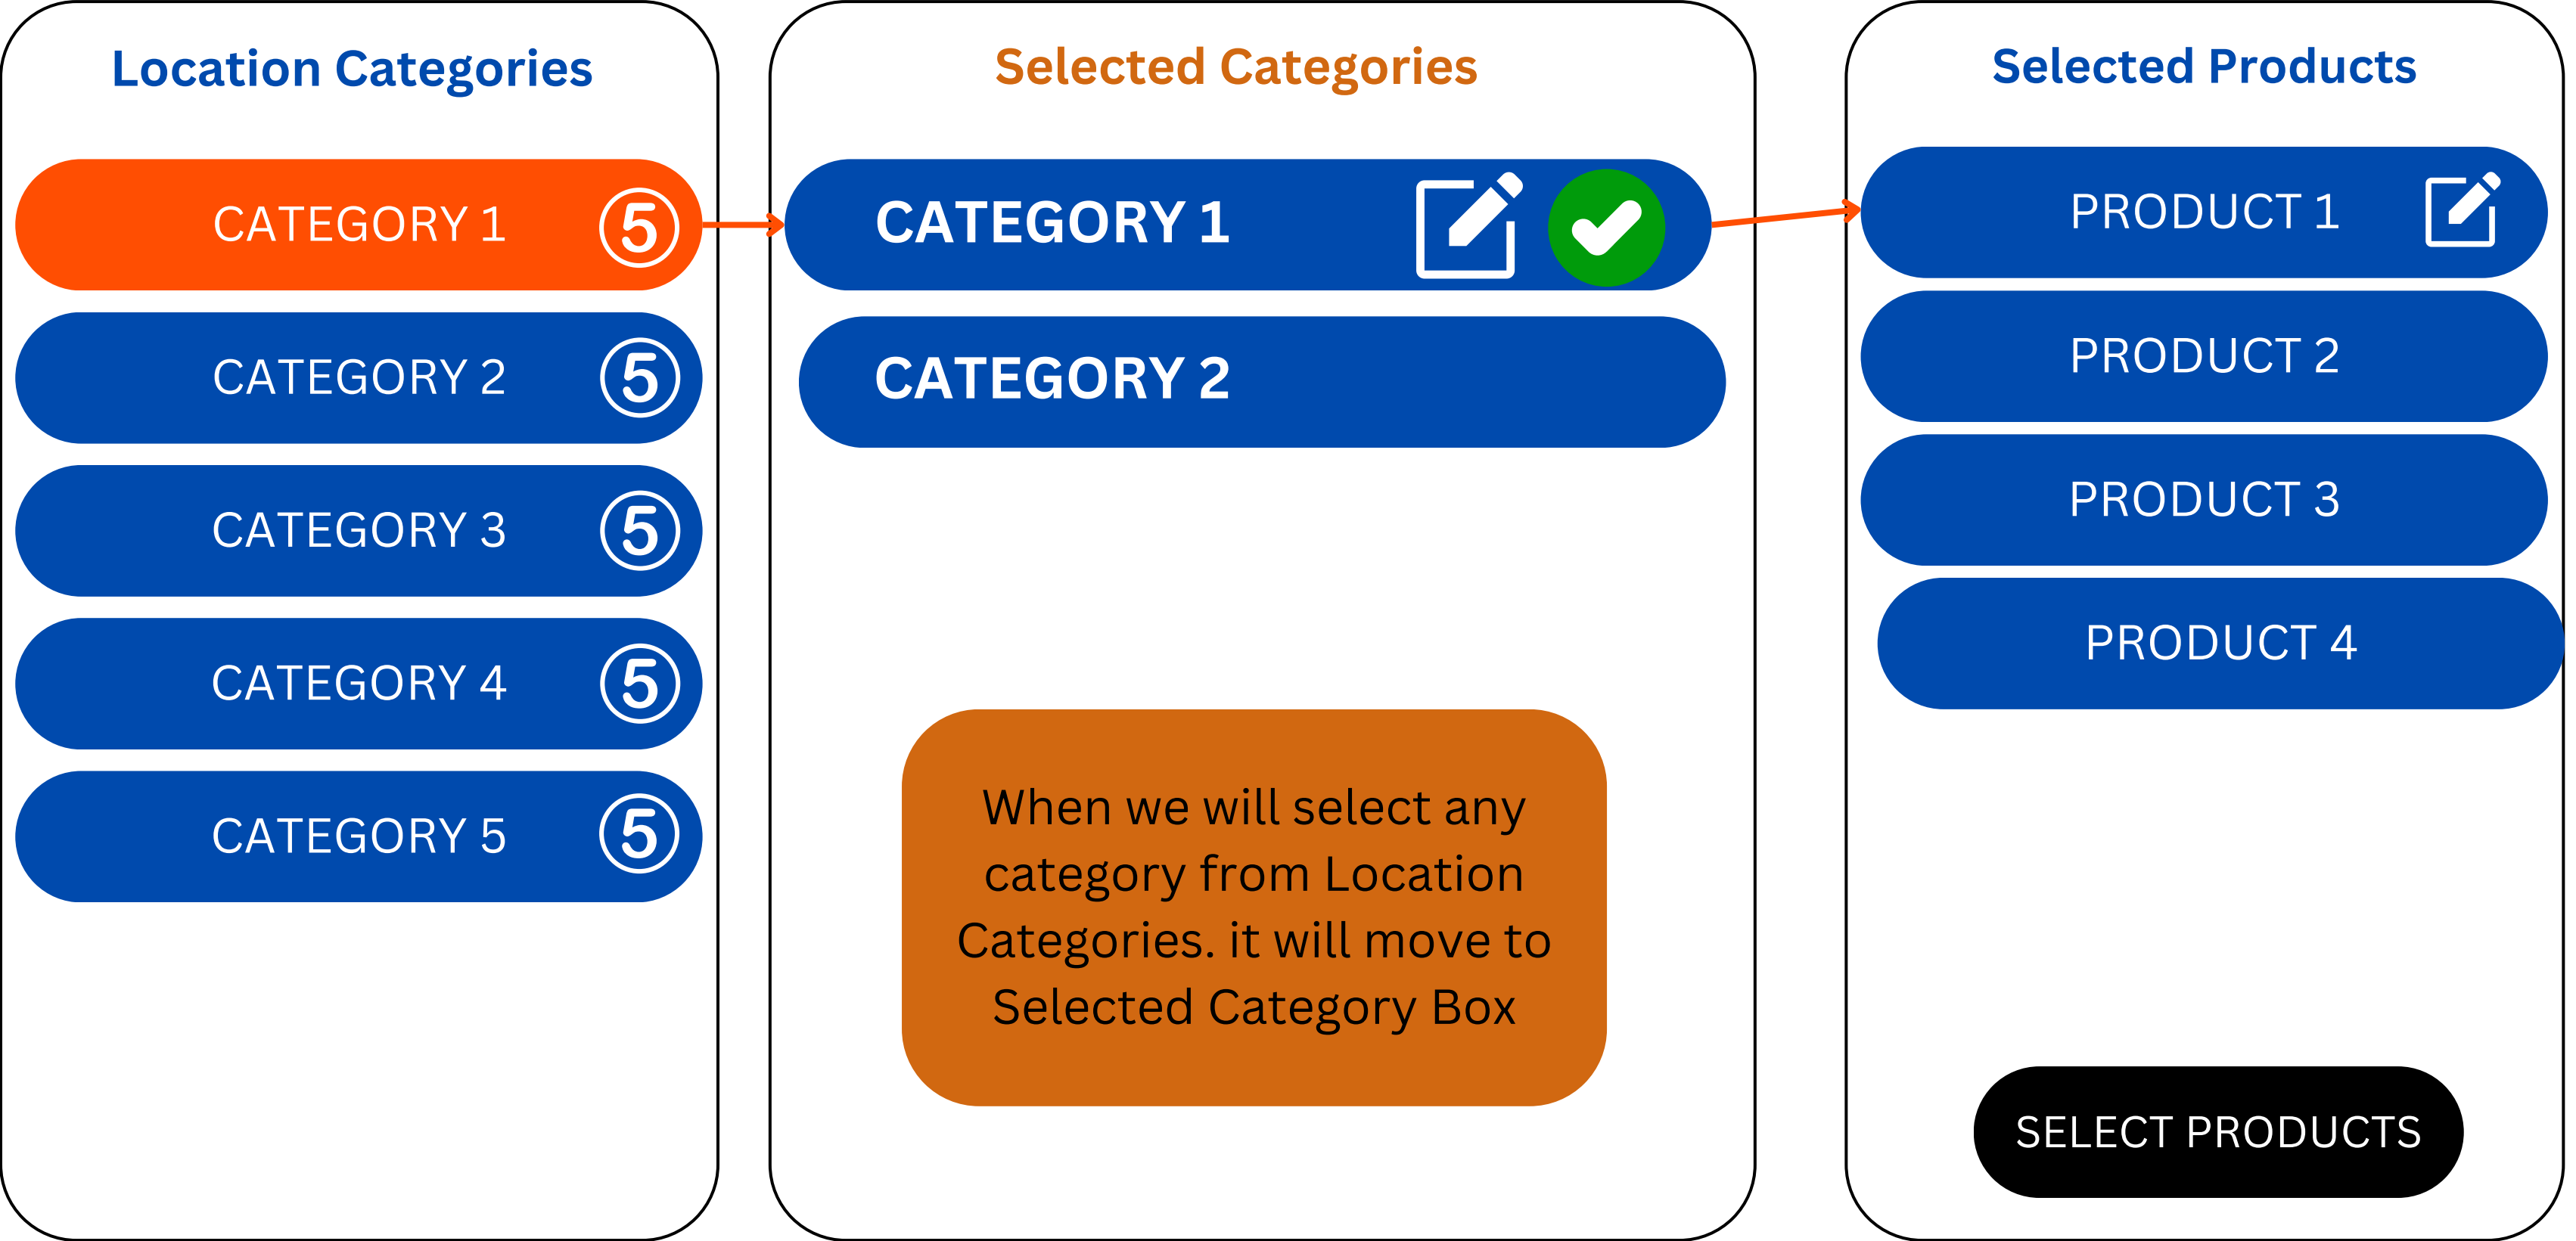 Location Categories
CATEGORY 1 5
CATEGORY 2 5
CATEGORY 3 5
CATEGORY 4 5
CATEGORY 5 5
Selected Categories
CATEGORY 1
CATEGORY 2
When we will select any
category from Location
Categories. it will move to
Selected Category Box
Selected Products
PRODUCT 1
PRODUCT 2
PRODUCT 3
PRODUCT 4
SELECT PRODUCTS